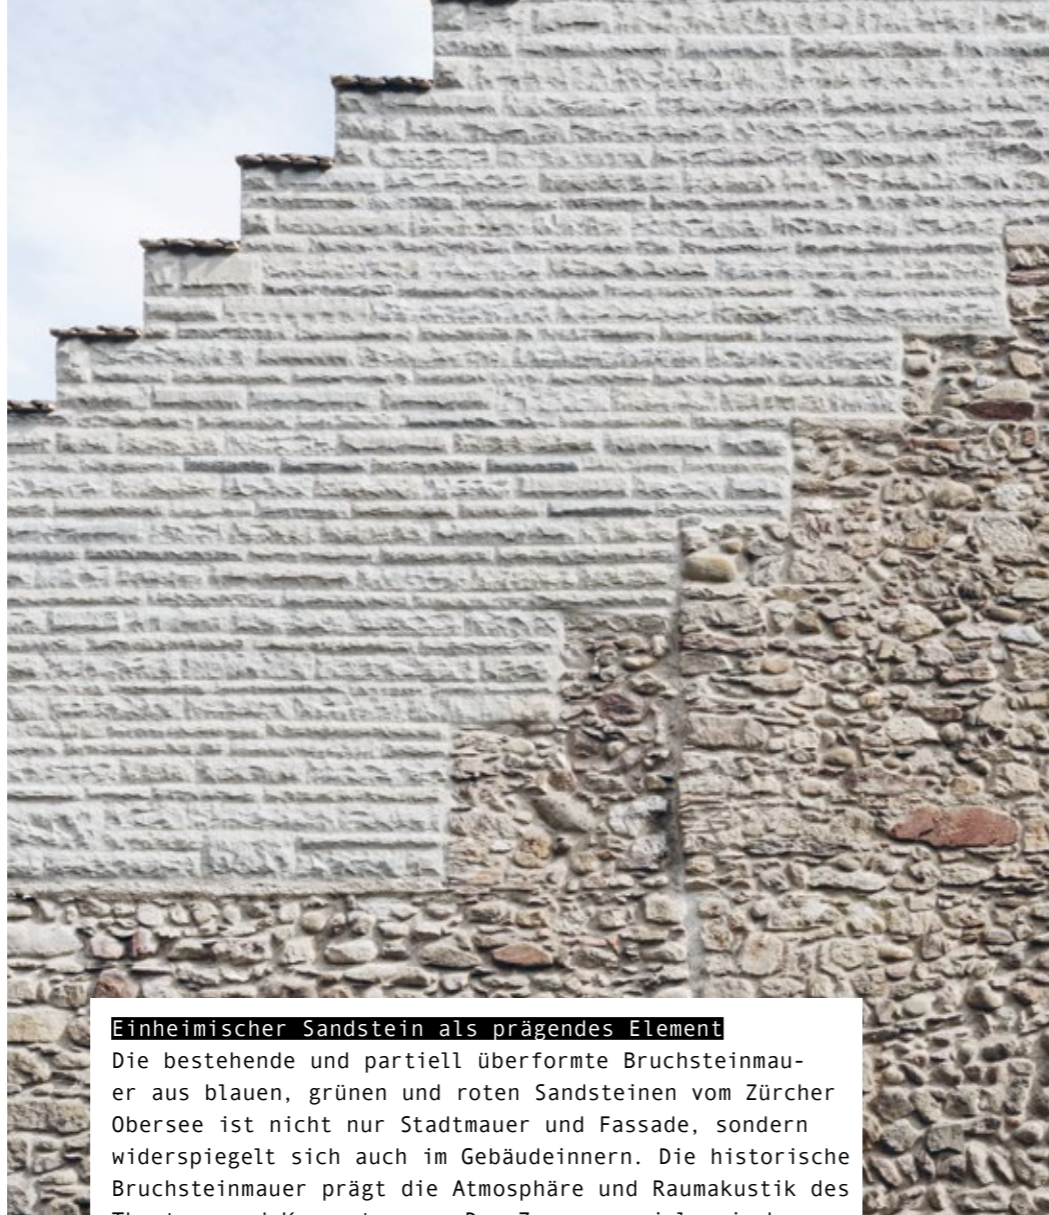 Einheimischer Sandstein als prägendes Element
Die bestehende und partiell überformte Bruchsteinmau-
er aus blauen, grünen und roten Sandsteinen vom Zürcher
Obersee ist nicht nur Stadtmauer und Fassade, sondern
widerspiegelt sich auch im Gebäudeinnern. Die historische
Bruchsteinmauer prägt die Atmosphäre und Raumakustik des